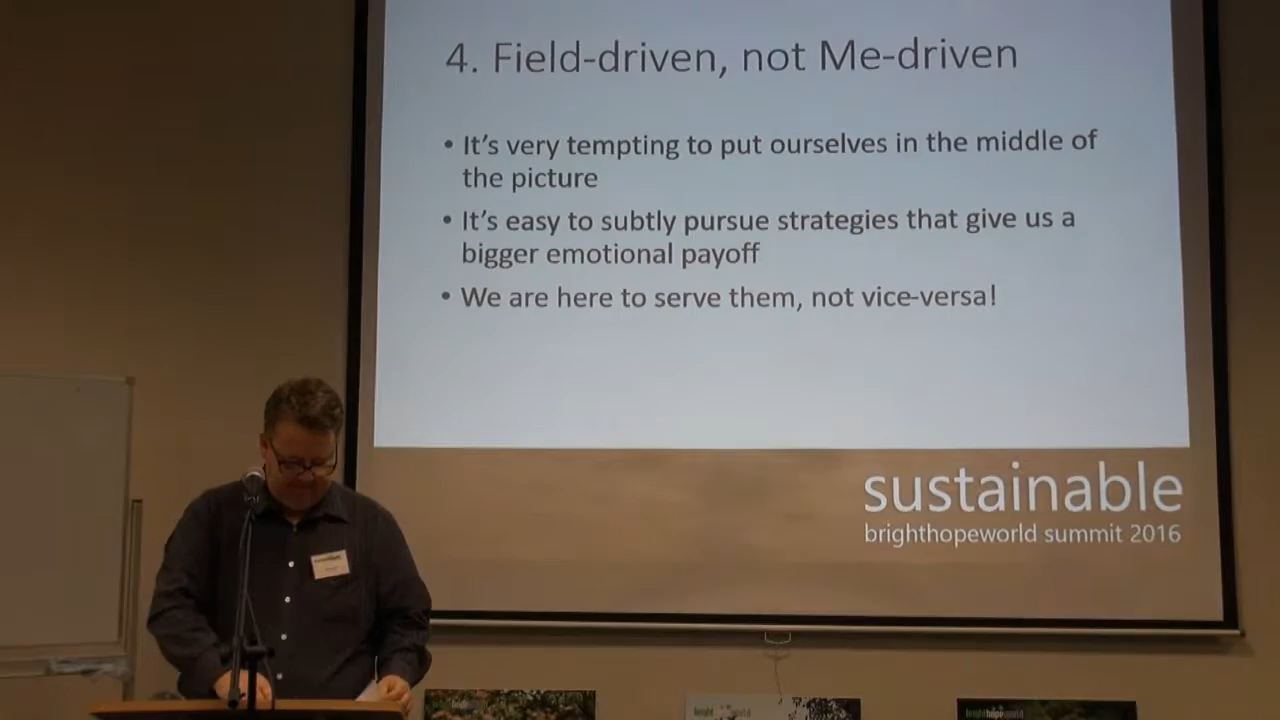 4. Field-driven, not Me-driven
• It's very tempting to put ourselves in the middle of
the picture
• It's easy to subtly pursue strategies that give us a
bigger emotional payoff
• We are here to serve them, not vice-versa!
sustainable
brighthopeworld summit 2016
brighthopeworld